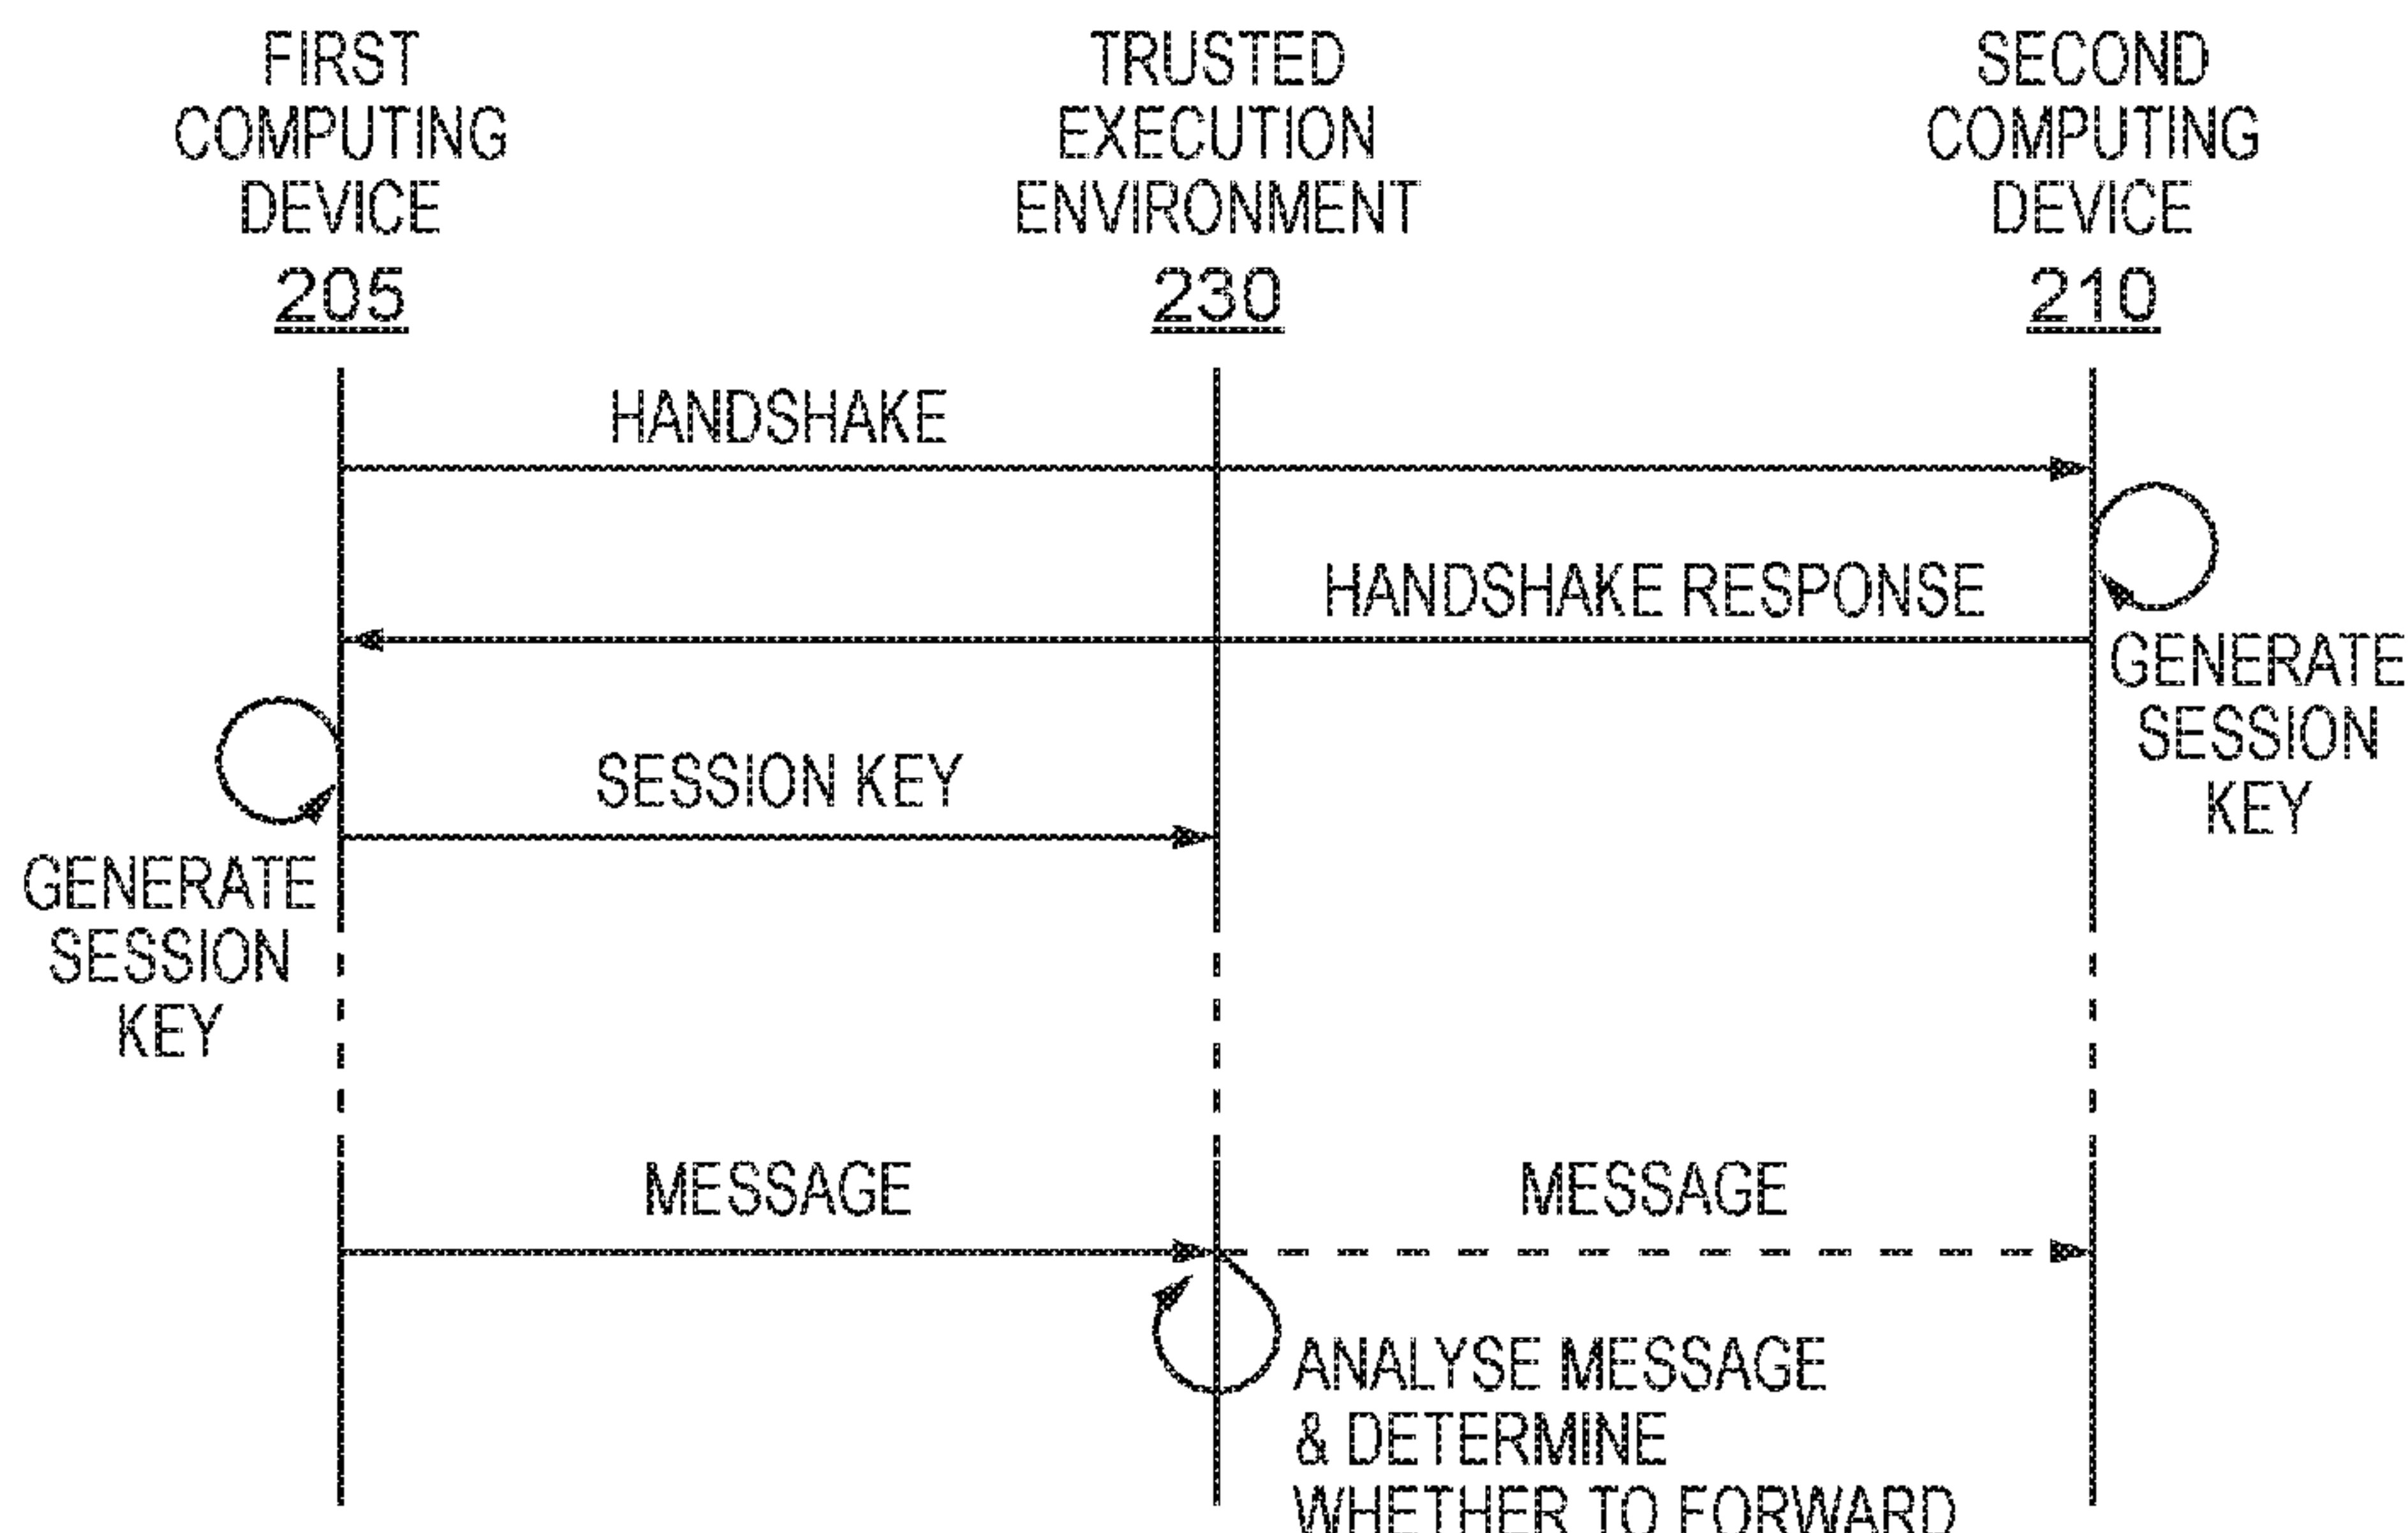 FIRST
COMPUTING
DEVICE
205
TRUSTED
EXECUTION
ENVIRONMENT
230
SECOND
COMPUTING
DEVICE
210
HANDSHAKE
HANDSHAKE RESPONSE
GENERATE
SESSION
KEY
SESSION KEY
GENERATE
SESSION
KEY
MESSAGE
MESSAGE
ANALYSE MESSAGE
& DETERMINE
WHETHER TO FORWARD